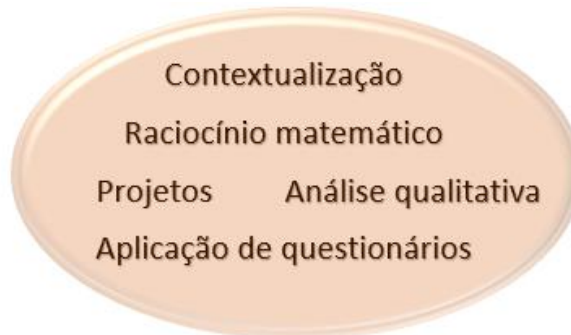 Contextualização
Raciocínio matemático
Projetos Análise qualitativa
Aplicação de questionários